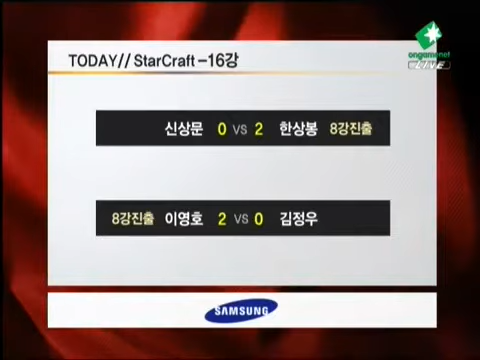 TODAY// StarCraft -16강
ongamenet
LIVE
신상문 0 VS 2 한상봉 8강진출
8강진출 이영호 2 VS 0 김정우
SAMSUNG